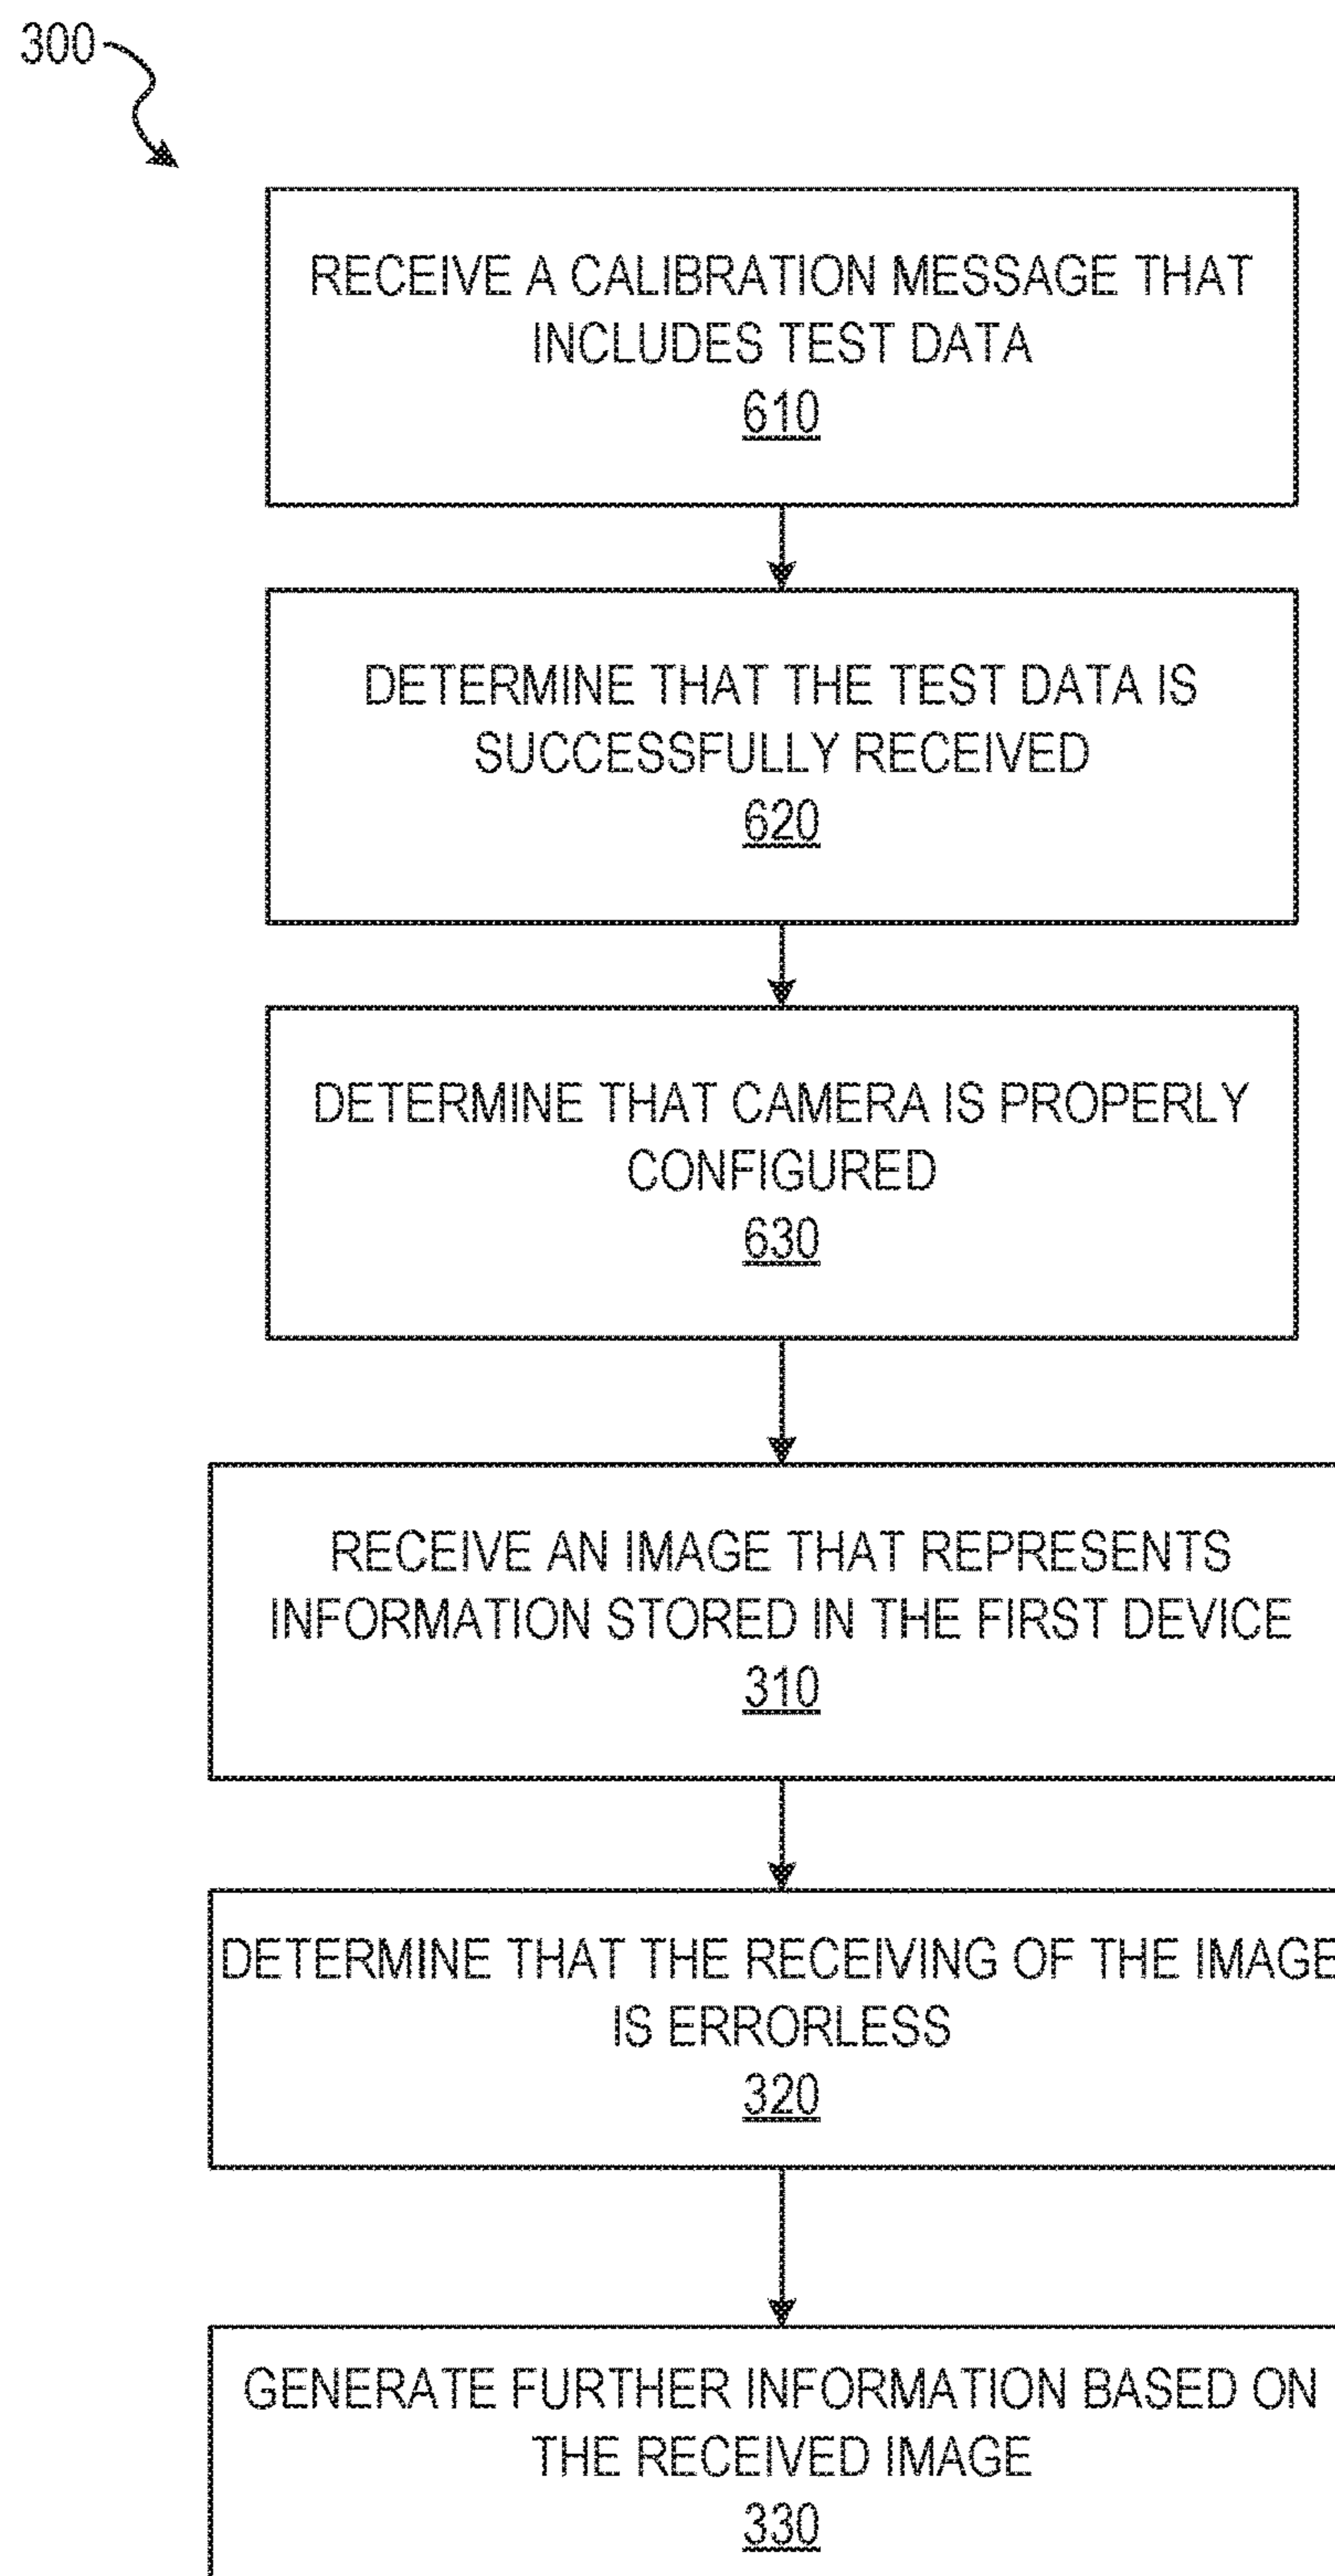 300
RECEIVE A CALIBRATION MESSAGE THAT
INCLUDES TEST DATA
610
DETERMINE THAT THE TEST DATA IS
SUCCESSFULLY RECEIVED
620
DETERMINE THAT CAMERA IS PROPERLY
CONFIGURED
630
RECEIVE AN IMAGE THAT REPRESENTS
INFORMATION STORED IN THE FIRST DEVICE
310
DETERMINE THAT THE RECEIVING OF THE IMAGE
IS ERRORLESS
320
GENERATE FURTHER INFORMATION BASED ON
THE RECEIVED IMAGE
330